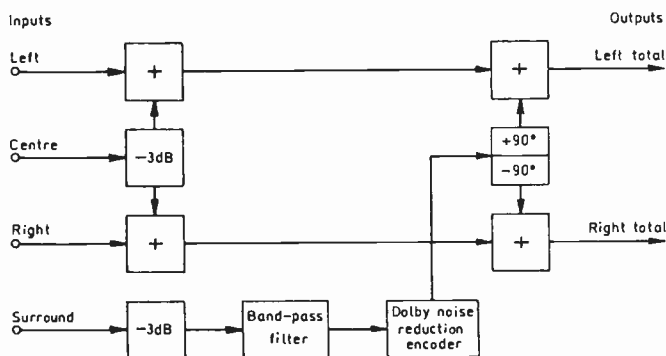 Inputs
Outputs
Left
+
+
Left total
Centre
-3dB
+90°
-90°
Right
+
+
Right total
Surround
-3dB
Band-pass
filter
Dolby noise
reduction
encoder